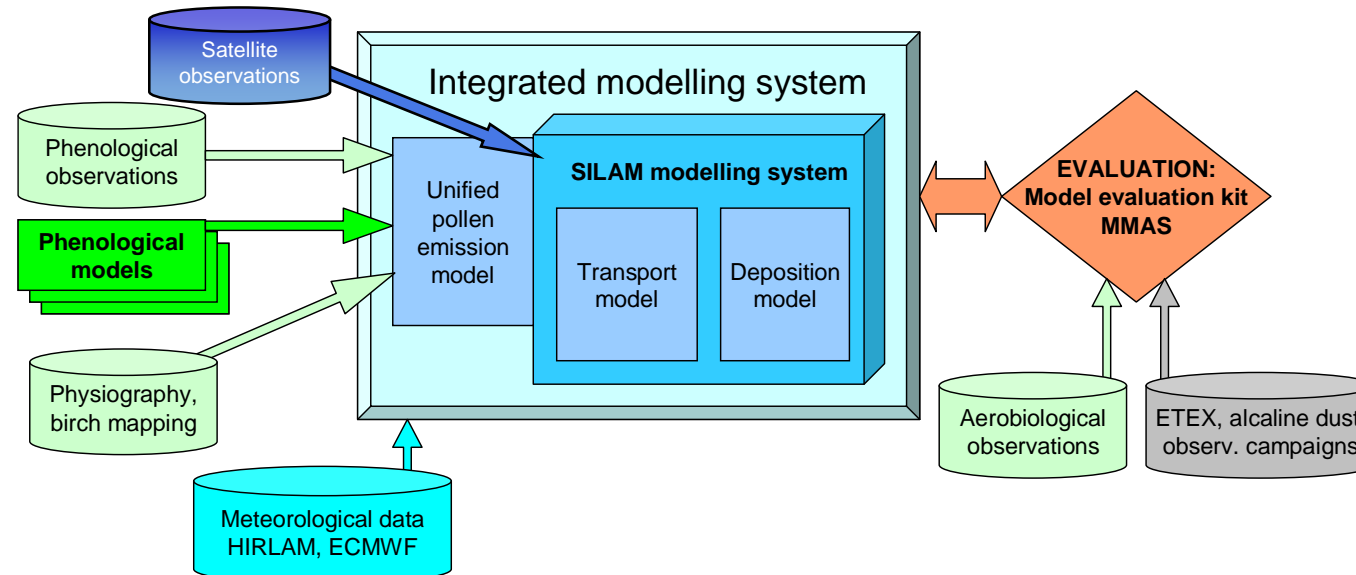 Satellite
observations
Integrated modelling system
Phenological
observations
Phenological
models
Physiography,
birch mapping
Unified
pollen
emission
model
SILAM modelling system
Transport
model
Deposition
model
EVALUATION:
Model evaluation kit
MMAS
Aerobiological
observations
ETEX, alcaline dust
observ. campaigns
Meteorological data
HIRLAM, ECMWF